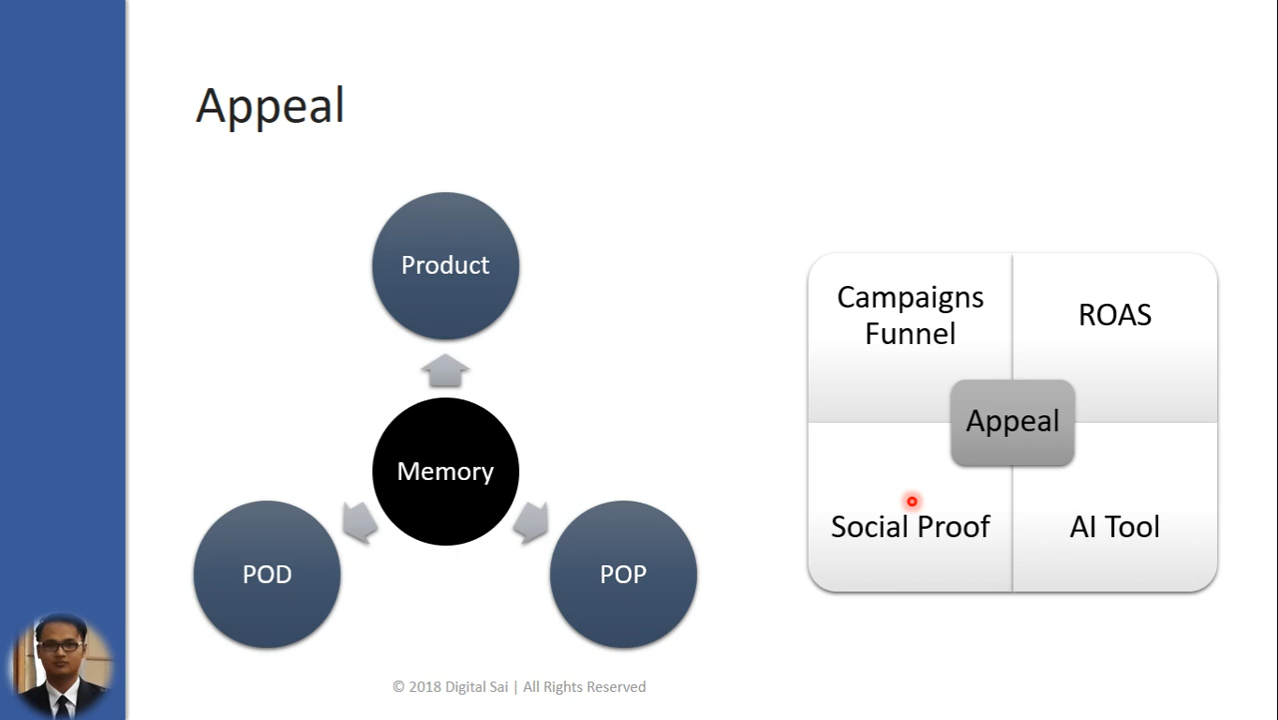 Appeal
Product
Memory
POD
POP
Campaigns
Funnel
ROAS
Appeal
Social Proof
AI Tool
© 2018 Digital Sai | All Rights Reserved